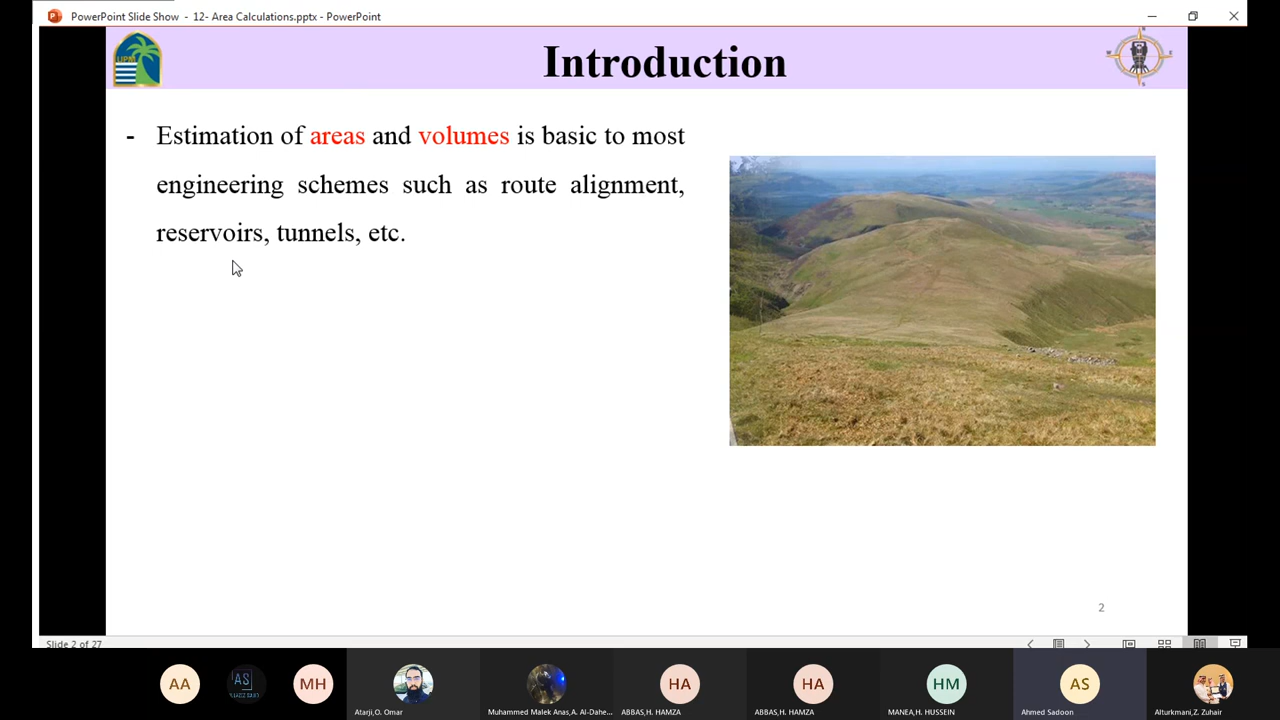 PowerPoint Slide Show - 12- Area Calculations.pptx - PowerPoint
UPM
Introduction
N
W
E
S
- Estimation of areas and volumes is basic to most
engineering schemes such as route alignment,
reservoirs, tunnels, etc.
2
Slide 2 of 27
AA
AS
MH
HA
HA
HM
AS
Atarji,O. Omar
Muhammed Malek Anas,A. Al-Dahe...
ABBAS,H. HAMZA
ABBAS,H. HAMZA
MANEA,H. HUSSEIN
Ahmed Sadoon
Alturkmani,Z. Zuhair